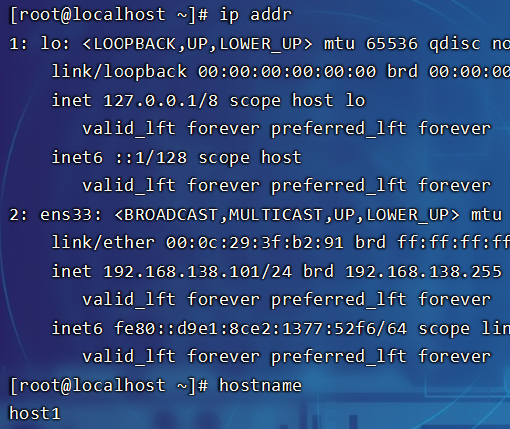 [root@localhost ~]# ip addr
1: lo: <LOOPBACK,UP,LOWER_UP> mtu 65536 qdisc no
link/loopback 00:00:00:00:00:00 brd 00:00:00
inet 127.0.0.1/8 scope host lo
valid_lft forever preferred_lft forever
inet6 ::1/128 scope host
valid_lft forever preferred_lft forever
2: ens33: <BROADCAST,MULTICAST,UP,LOWER_UP> mtu
link/ether 00:0c:29:3f:b2:91 brd ff:ff:ff:ff
inet 192.168.138.101/24 brd 192.168.138.255
valid_lft forever preferred_lft forever
inet6 fe80::d9e1:8ce2:1377:52f6/64 scope lin
valid_lft forever preferred_lft forever
[root@localhost ~]# hostname
host1